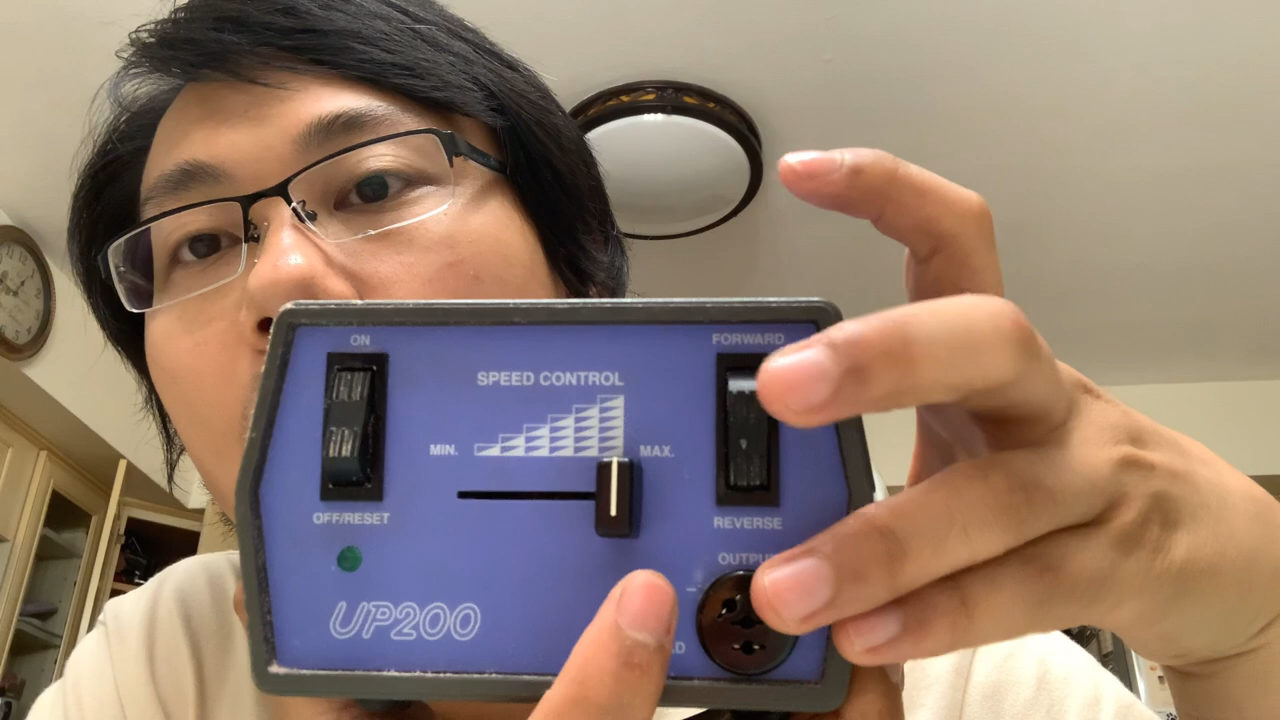 ON
FORWARD
SPEED CONTROL
MIN.
MAX.
OFF/RESET
REVERSE
UP200